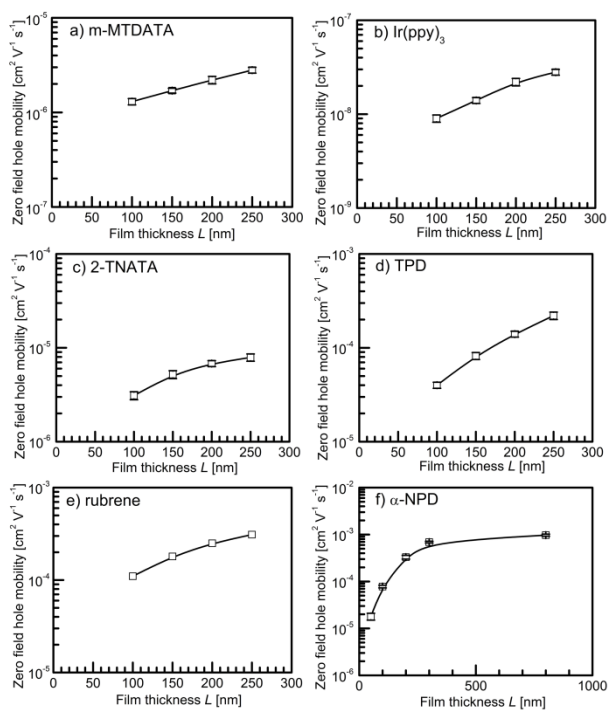 a) m-MTDATA
Zero field hole mobility [cm² V⁻¹ s⁻¹]
10⁻⁵
10⁻⁶
10⁻⁷
0 50 100 150 200 250 300
Film thickness L [nm]
b) Ir(ppy)₃
Zero field hole mobility [cm² V⁻¹ s⁻¹]
10⁻⁷
10⁻⁸
10⁻⁹
0 50 100 150 200 250 300
Film thickness L [nm]
c) 2-TNATA
Zero field hole mobility [cm² V⁻¹ s⁻¹]
10⁻⁴
10⁻⁵
10⁻⁶
0 50 100 150 200 250 300
Film thickness L [nm]
d) TPD
Zero field hole mobility [cm² V⁻¹ s⁻¹]
10⁻³
10⁻⁴
10⁻⁵
0 50 100 150 200 250 300
Film thickness L [nm]
e) rubrene
Zero field hole mobility [cm² V⁻¹ s⁻¹]
10⁻³
10⁻⁴
10⁻⁵
0 50 100 150 200 250 300
Film thickness L [nm]
f) α-NPD
Zero field hole mobility [cm² V⁻¹ s⁻¹]
10⁻²
10⁻³
10⁻⁴
10⁻⁵
10⁻⁶
0 500 1000
Film thickness L [nm]